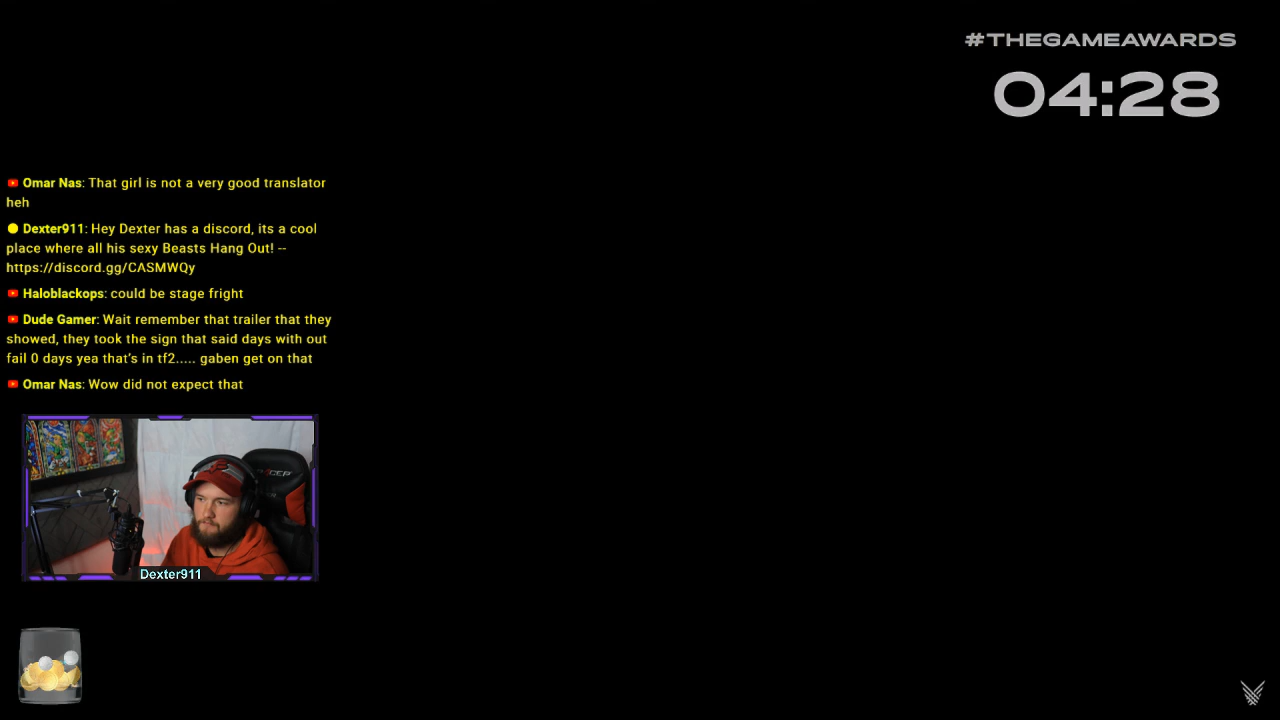 #THEGAMEAWARDS
04:28
Omar Nas: That girl is not a very good translator
heh
Dexter911: Hey Dexter has a discord, its a cool
place where all his sexy Beasts Hang Out! --
https://discord.gg/CASMWQy
Haloblackops: could be stage fright
Dude Gamer: Wait remember that trailer that they
showed, they took the sign that said days with out
fail 0 days yea that's in tf2..... gaben get on that
Omar Nas: Wow did not expect that
Dexter911